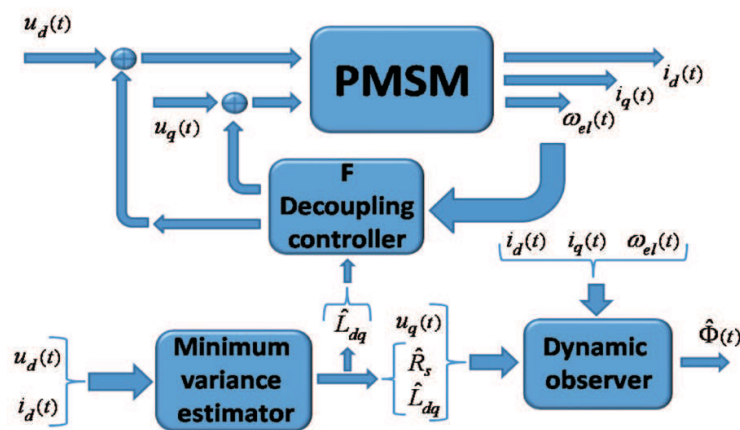 u_d(t)
PMSM
i_d(t)
i_q(t)
ω_el(t)
u_q(t)
F
Decoupling
controller
i_d(t) i_q(t) ω_el(t)
L̂_dq
u_q(t)
R̂_s
L̂_dq
u_d(t)
i_d(t)
Minimum
variance
estimator
Dynamic
observer
Φ̂(t)